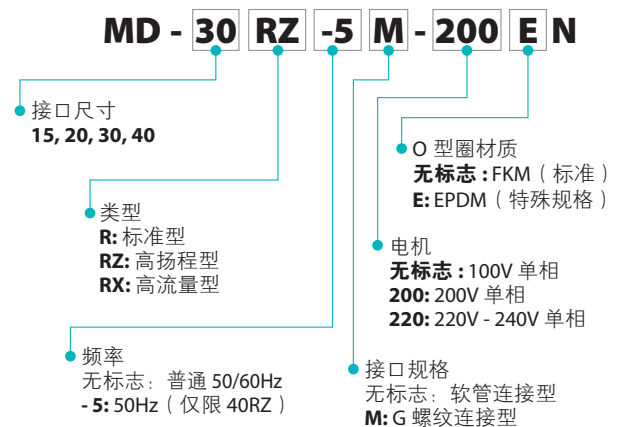 MD - 30 RZ -5 M - 200 E N
接口尺寸
15, 20, 30, 40
O 型圈材质
无标志 : FKM（标准）
E: EPDM（特殊规格）
类型
R: 标准型
RZ: 高扬程型
RX: 高流量型
电机
无标志 : 100V 单相
200: 200V 单相
220: 220V - 240V 单相
频率
无标志：普通 50/60Hz
- 5: 50Hz（仅限 40RZ）
接口规格
无标志：软管连接型
M: G 螺纹连接型